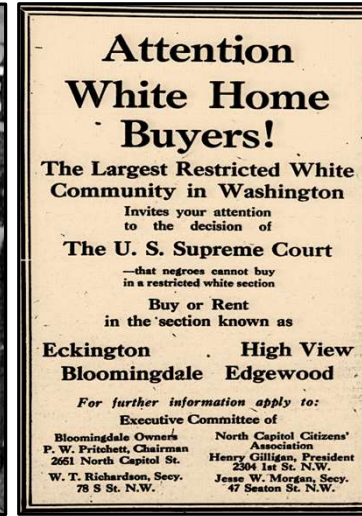 Attention
White Home
Buyers!
The Largest Restricted White
Community in Washington
Invites your attention
to the decision of
The U. S. Supreme Court
—that negroes cannot buy
in a restricted white section
Buy or Rent
in the section known as
Eckington High View
Bloomingdale Edgewood
For further information apply to:
Executive Committee of
Bloomingdale Owners
P. W. Pritchett, Chairman
2651 North Capitol St.
W. T. Richardson, Secy.
78 S St. N.W.
North Capitol Citizens'
Association
Henry Gilligan, President
2304 1st St. N.W.
Jesse W. Morgan, Secy.
47 Seaton St. N.W.